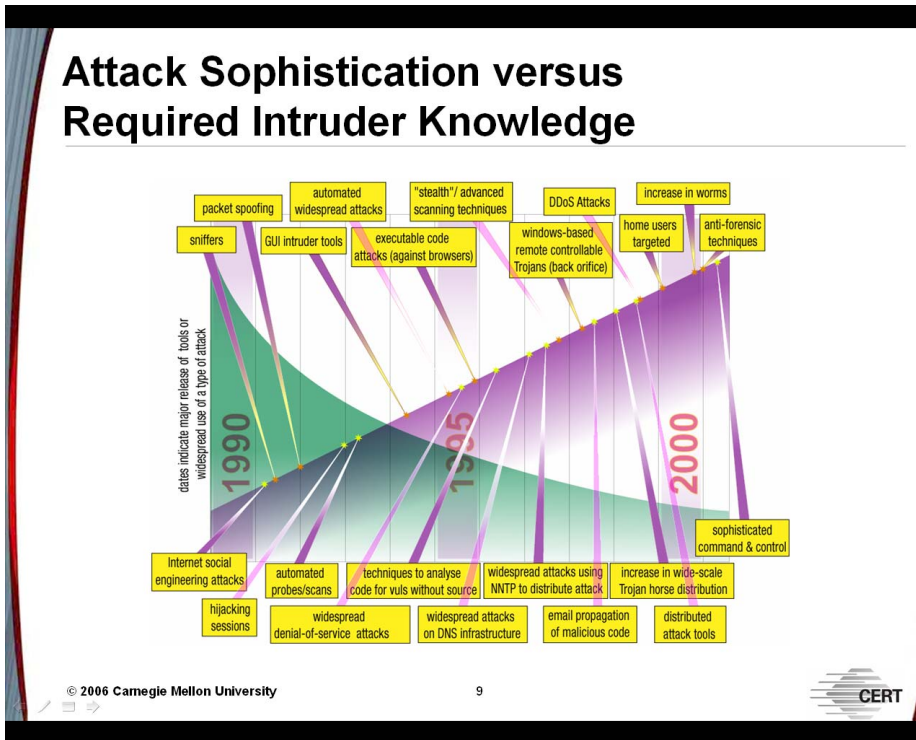 Attack Sophistication versus
Required Intruder Knowledge
packet spoofing
automated
widespread attacks
"stealth"/ advanced
scanning techniques
DDoS Attacks
increase in worms
sniffers
GUI intruder tools
executable code
attacks (against browsers)
windows-based
remote controllable
Trojans (back orifice)
home users
targeted
anti-forensic
techniques
dates indicate major release of tools or
widespread use of a type of attack
1990
1995
2000
sophisticated
command & control
Internet social
engineering attacks
automated
probes/scans
techniques to analyse
code for vuls without source
widespread attacks using
NNTP to distribute attack
increase in wide-scale
Trojan horse distribution
hijacking
sessions
widespread
denial-of-service attacks
widespread attacks
on DNS infrastructure
email propagation
of malicious code
distributed
attack tools
© 2006 Carnegie Mellon University
9
CERT